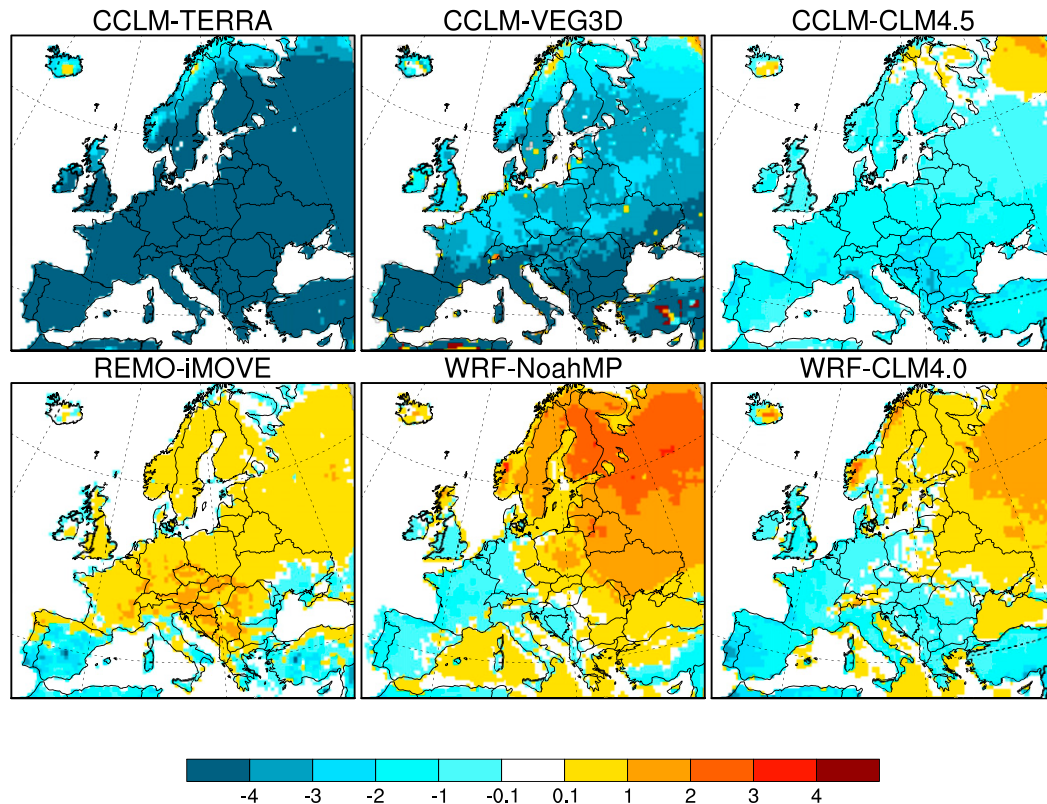 CCLM-TERRA CCLM-VEG3D CCLM-CLM4.5
REMO-iMOVE WRF-NoahMP WRF-CLM4.0
-4 -3 -2 -1 -0.1 0.1 1 2 3 4